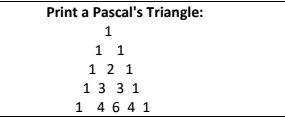 Print a Pascal's Triangle:
1
1 1
1 2 1
1 3 3 1
1 4 6 4 1